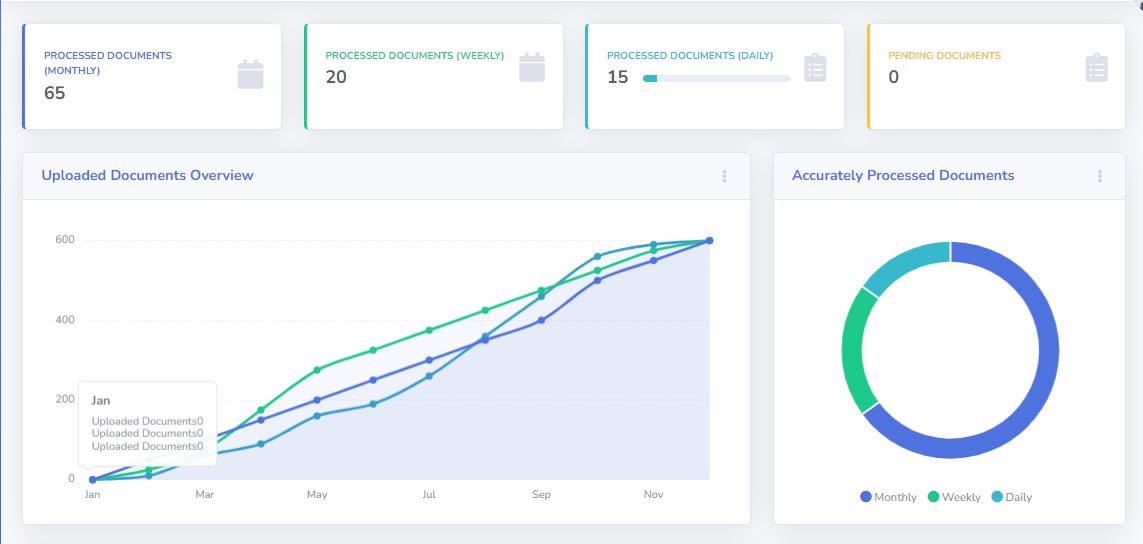 PROCESSED DOCUMENTS
(MONTHLY)
65
PROCESSED DOCUMENTS (WEEKLY)
20
PROCESSED DOCUMENTS (DAILY)
15
PENDING DOCUMENTS
0
Uploaded Documents Overview
600
400
200
0
Jan
Uploaded Documents0
Uploaded Documents0
Uploaded Documents0
Jan Mar May Jul Sep Nov
Accurately Processed Documents
Monthly Weekly Daily